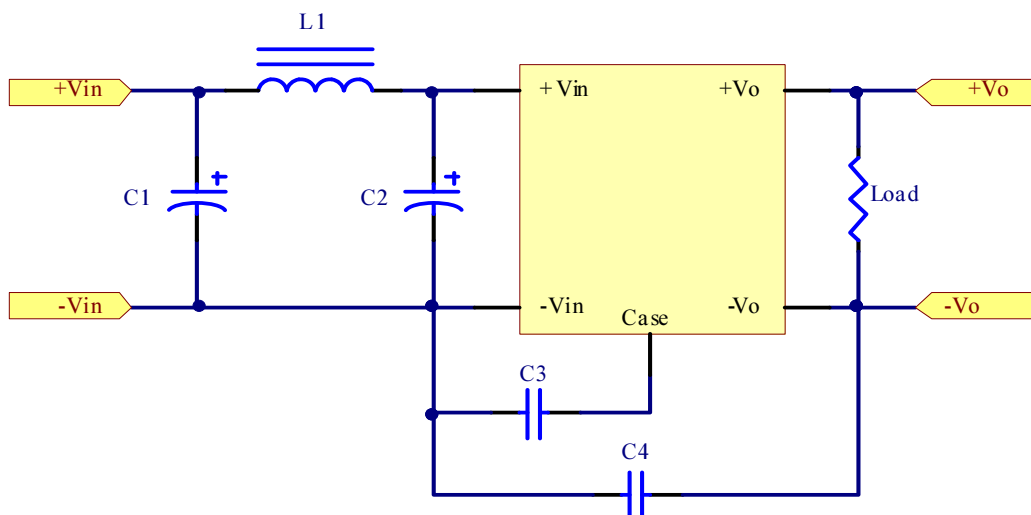 L1
+Vin
+ Vin
+Vo
+Vo
C1
C2
Load
-Vin
-Vin
-Vo
-Vo
Case
C3
C4